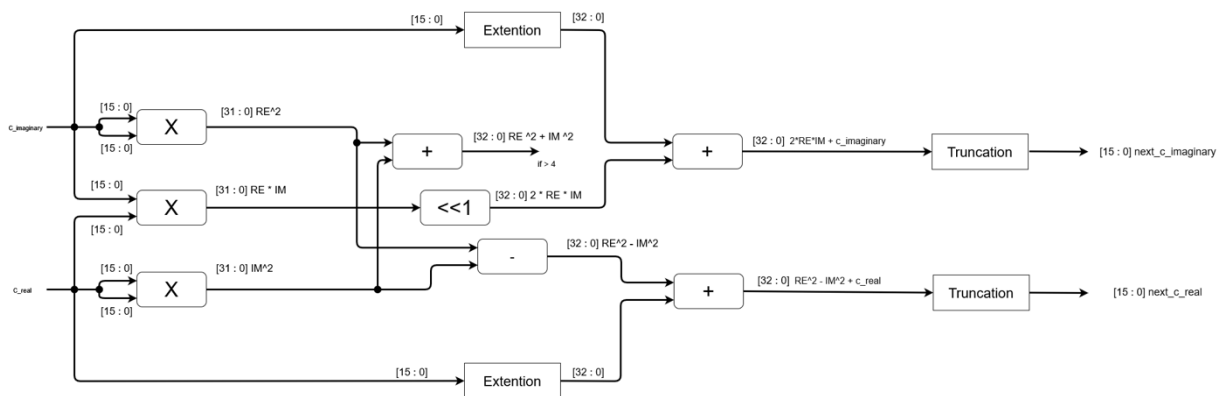 [15 : 0]
Extention
[32 : 0]
[15 : 0]
X
[31 : 0] RE^2
C_imaginary
[15 : 0]
+
[32 : 0] RE ^2 + IM ^2
if > 4
+
[32 : 0] 2*RE*IM + c_imaginary
Truncation
[15 : 0] next_c_imaginary
[15 : 0]
X
[31 : 0] RE * IM
<<1
[32 : 0] 2 * RE * IM
[15 : 0]
-
[32 : 0] RE^2 - IM^2
[15 : 0]
X
[31 : 0] IM^2
C_real
[15 : 0]
+
[32 : 0] RE^2 - IM^2 + c_real
Truncation
[15 : 0] next_c_real
[15 : 0]
Extention
[32 : 0]